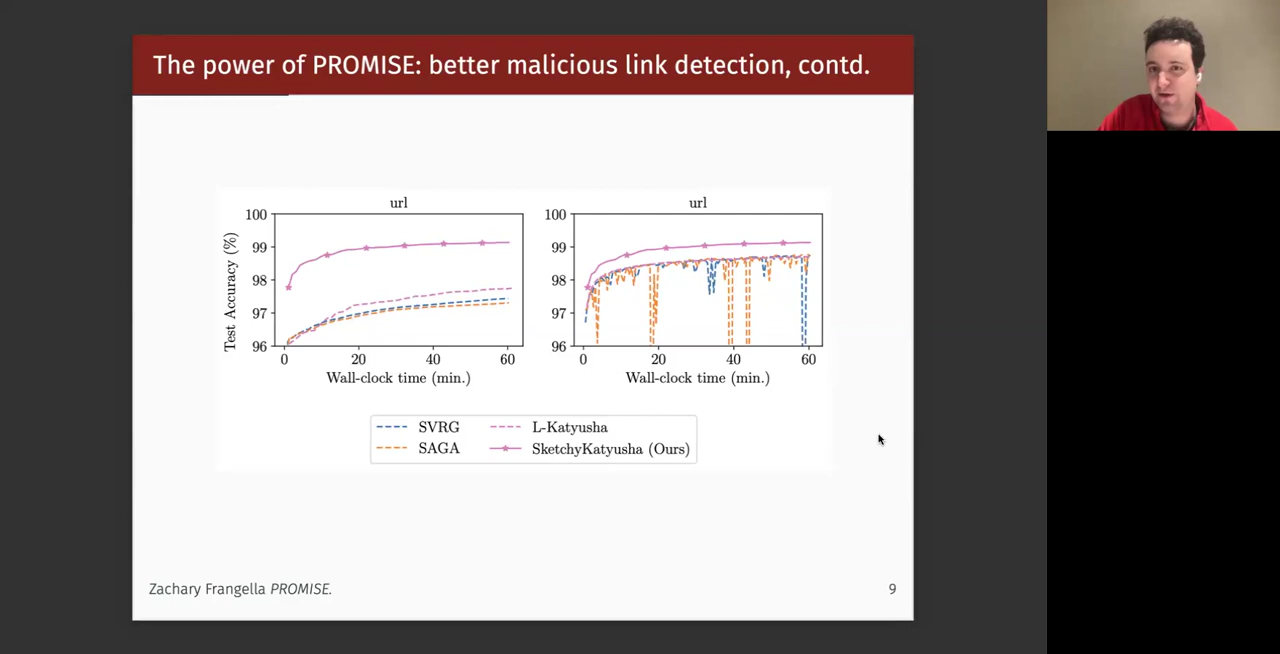 The power of PROMISE: better malicious link detection, contd.
url
100
99
98
97
96
Test Accuracy (%)
0 20 40 60
Wall-clock time (min.)
url
100
99
98
97
96
0 20 40 60
Wall-clock time (min.)
SVRG
SAGA
L-Katyusha
SketchyKatyusha (Ours)
Zachary Frangella PROMISE.
9